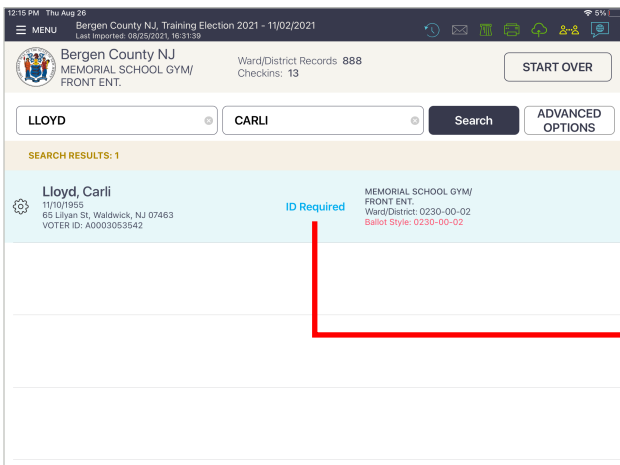 12:15 PM Thu Aug 26
5%
MENU
Bergen County NJ, Training Election 2021 - 11/02/2021
Last Imported: 08/25/2021, 16:31:39
Bergen County NJ
MEMORIAL SCHOOL GYM/
FRONT ENT.
Ward/District Records 888
Checkins: 13
START OVER
LLOYD
CARLI
Search
ADVANCED
OPTIONS
SEARCH RESULTS: 1
Lloyd, Carli
11/10/1955
65 Lilyan St, Waldwick, NJ 07463
VOTER ID: A0003053542
ID Required
MEMORIAL SCHOOL GYM/
FRONT ENT.
Ward/District: 0230-00-02
Ballot Style: 0230-00-02